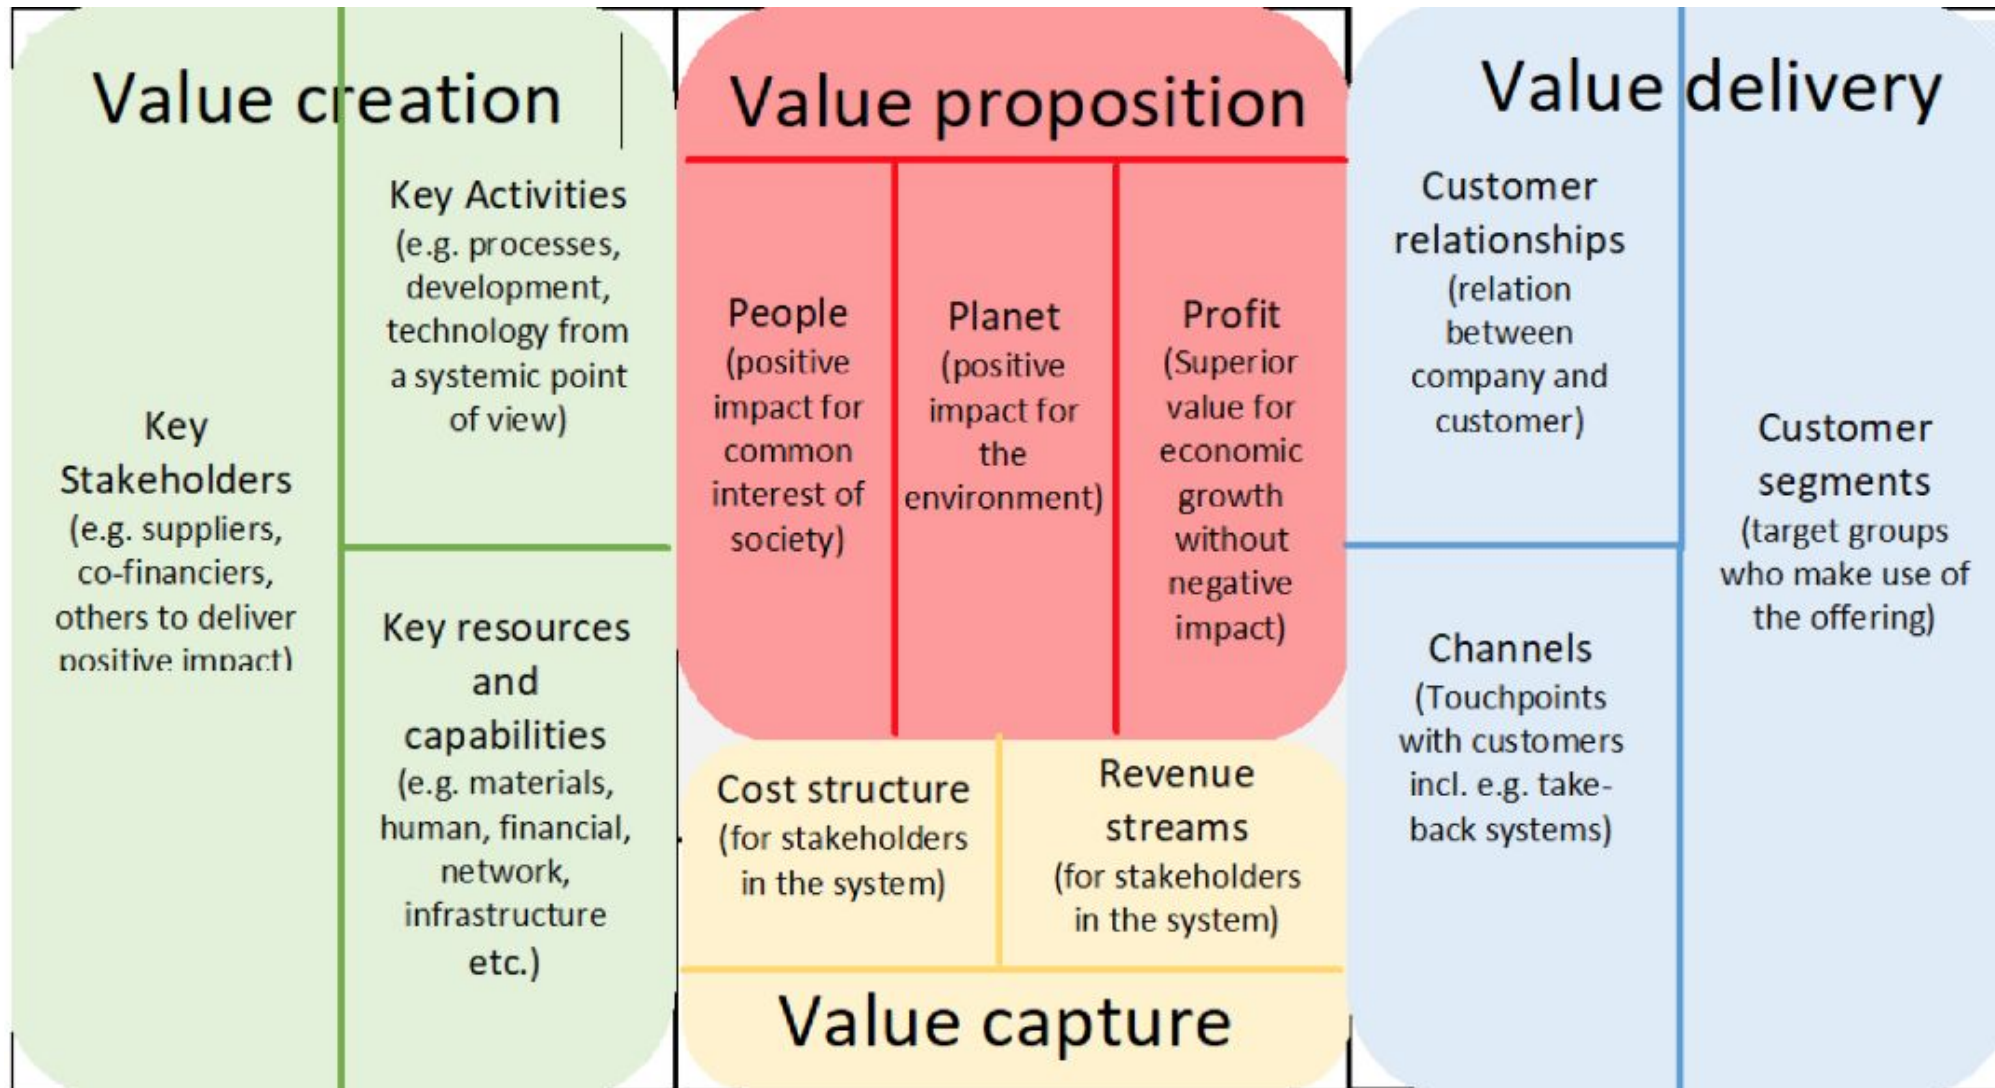 Value creation
Key
Stakeholders
(e.g. suppliers,
co-financiers,
others to deliver
positive impact)
Key Activities
(e.g. processes,
development,
technology from
a systemic point
of view)
Key resources
and
capabilities
(e.g. materials,
human, financial,
network,
infrastructure
etc.)
Value proposition
People
(positive
impact for
common
interest of
society)
Planet
(positive
impact for
the
environment)
Profit
(Superior
value for
economic
growth
without
negative
impact)
Cost structure
(for stakeholders
in the system)
Revenue
streams
(for stakeholders
in the system)
Value capture
Value delivery
Customer
relationships
(relation
between
company and
customer)
Channels
(Touchpoints
with customers
incl. e.g. take-
back systems)
Customer
segments
(target groups
who make use of
the offering)